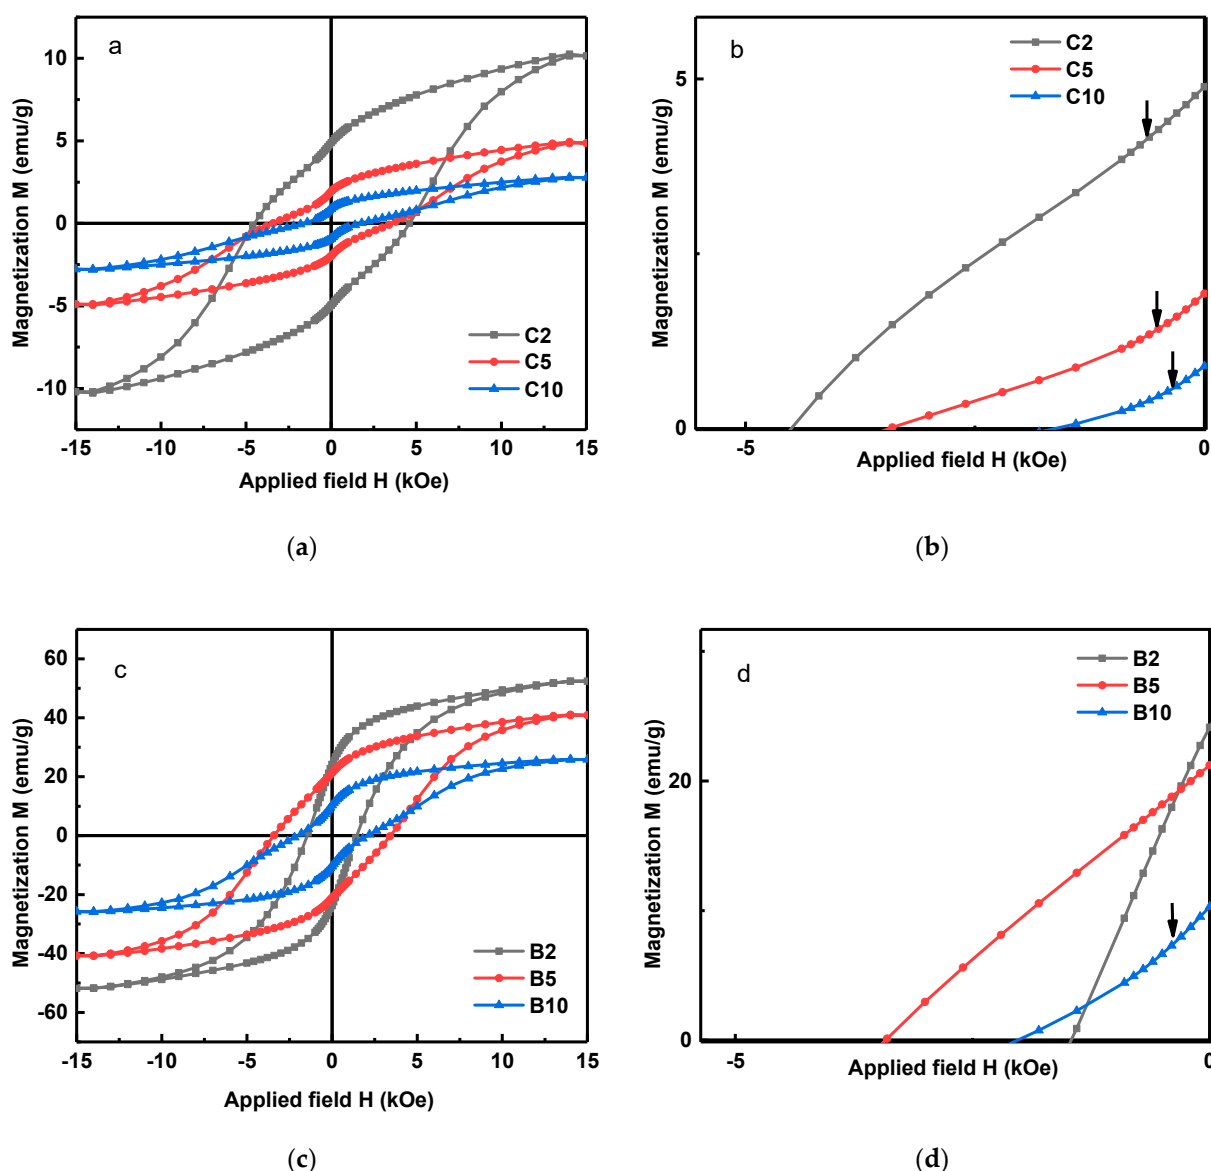 a
10
5
0
-5
-10
Magnetization M (emu/g)
C2
C5
C10
-15 -10 -5 0 5 10 15
Applied field H (kOe)
(a)
b
5
0
Magnetization M (emu/g)
C2
C5
C10
-5 0
Applied field H (kOe)
(b)
c
60
40
20
0
-20
-40
-60
Magnetization M (emu/g)
B2
B5
B10
-15 -10 -5 0 5 10 15
Applied field H (kOe)
(c)
d
20
0
Magnetization M (emu/g)
B2
B5
B10
-5 0
Applied field H (kOe)
(d)